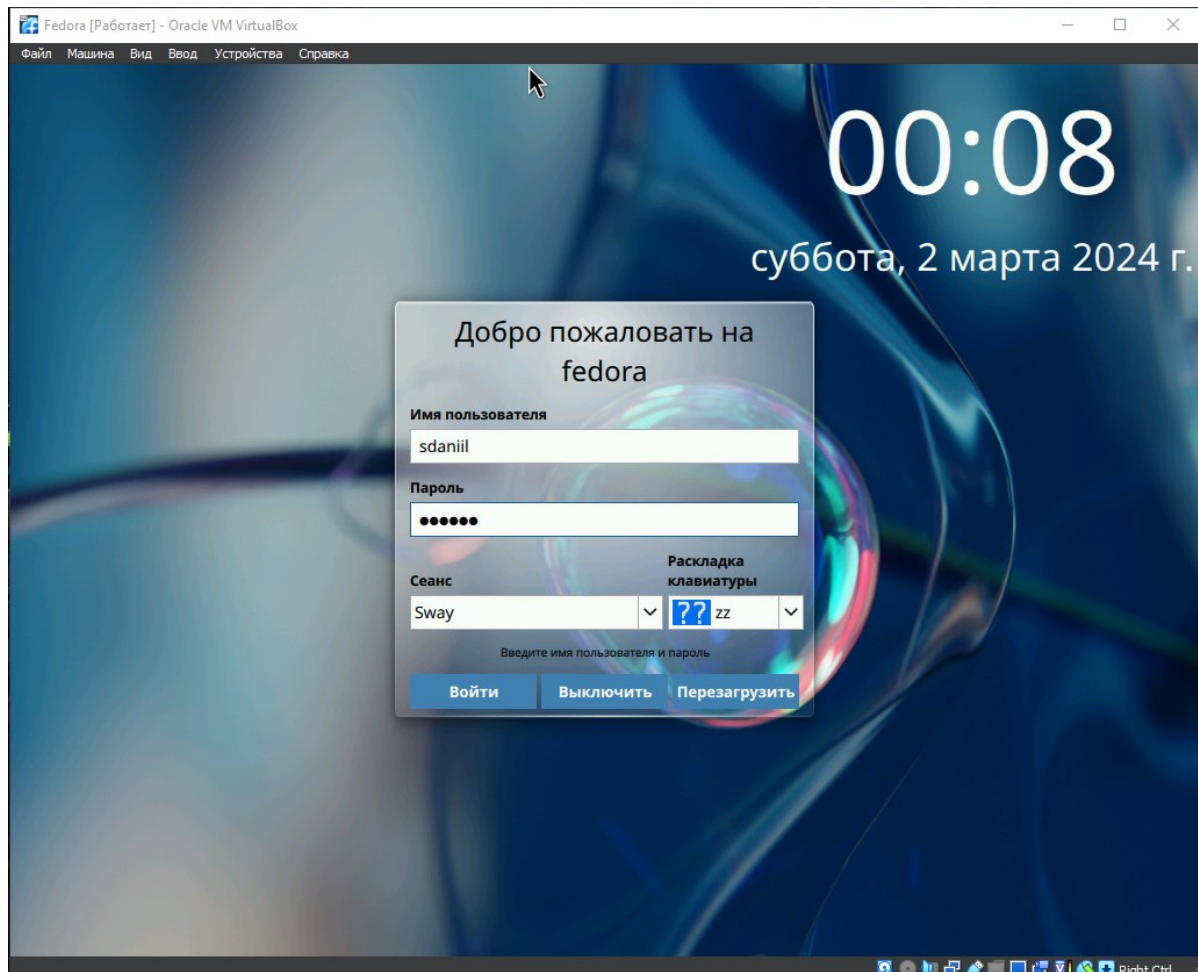 Fedora [Работает] - Oracle VM VirtualBox
Файл Машина Вид Ввод Устройства Справка
00:08
суббота, 2 марта 2024 г.
Добро пожаловать на
fedora
Имя пользователя
sdaniil
Пароль
●●●●●●
Раскладка
Сеанс клавиатуры
Sway ?? zz
Введите имя пользователя и пароль
Войти Выключить Перезагрузить
Right Ctrl